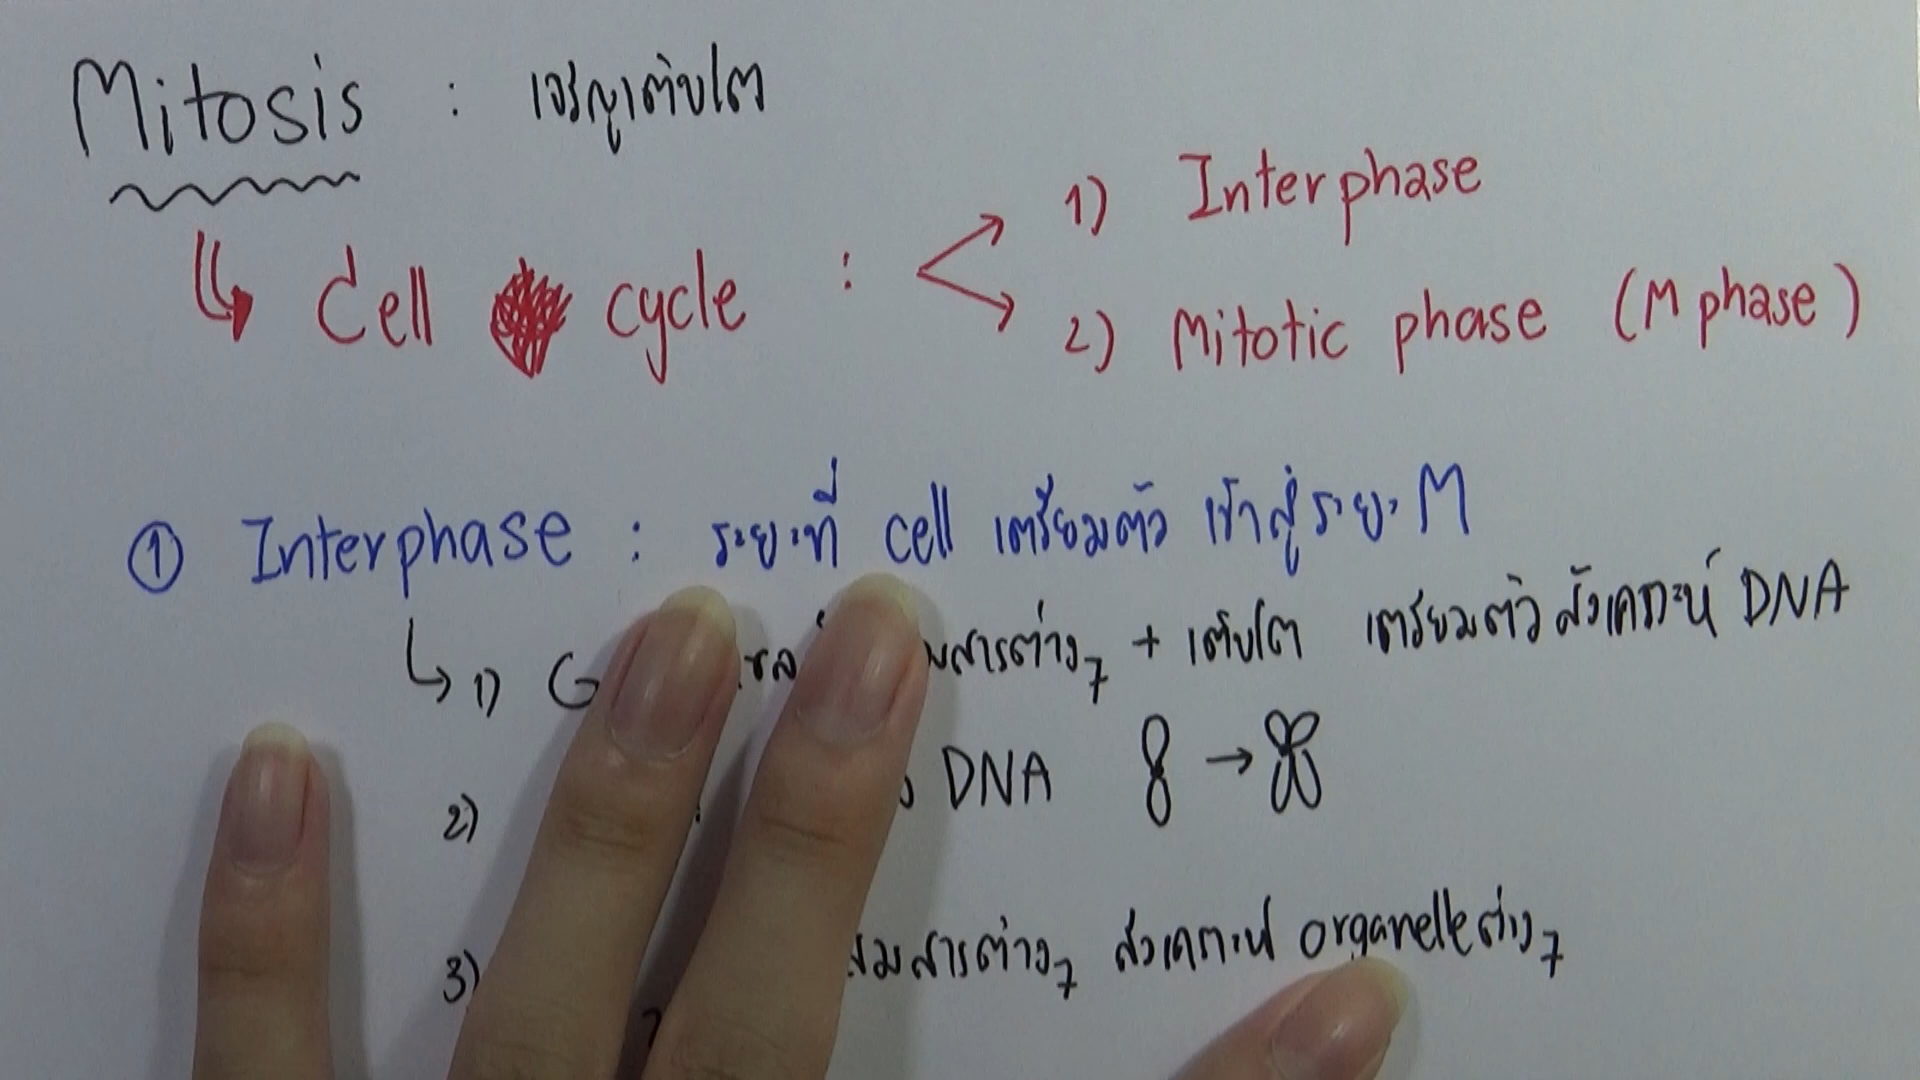 Mitosis : เจริญเติบโต
Cell cycle : 1) Interphase
2) Mitotic phase (M phase)
① Interphase : ระยะที่ cell เตรียมตัว เข้าสู่ระยะ M
1) G สารต่างๆ + เติบโต เตรียมตัวสังเคราะห์ DNA
2) DNA →
3) สารต่างๆ สังเคราะห์ organelle ต่างๆ